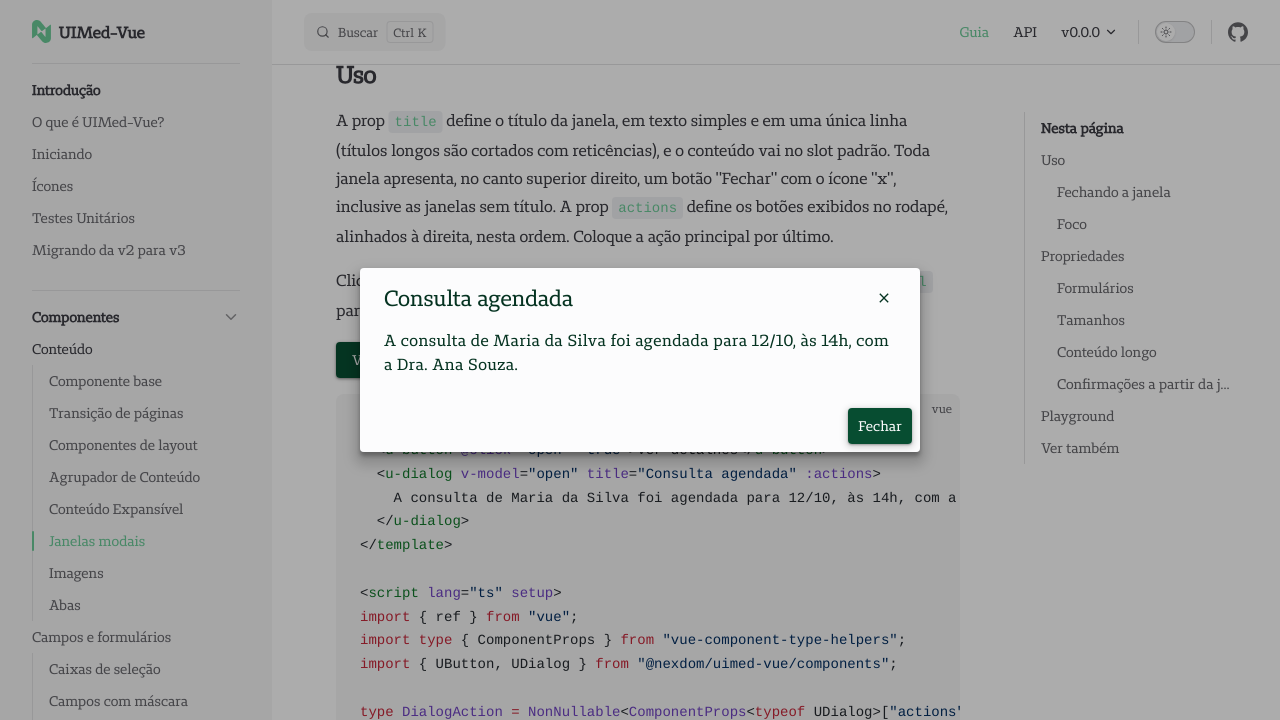 UIMed-Vue
Buscar
Ctrl K
Guia
API
v0.0.0
Introdução
O que é UIMed-Vue?
Iniciando
Ícones
Testes Unitários
Migrando da v2 para v3
Componentes
Conteúdo
Componente base
Transição de páginas
Componentes de layout
Agrupador de Conteúdo
Conteúdo Expansível
Janelas modais
Imagens
Abas
Campos e formulários
Caixas de seleção
Campos com máscara
Uso
A prop title define o título da janela, em texto simples e em uma única linha
(títulos longos são cortados com reticências), e o conteúdo vai no slot padrão. Toda
janela apresenta, no canto superior direito, um botão "Fechar" com o ícone "x",
inclusive as janelas sem título. A prop actions define os botões exibidos no rodapé,
alinhados à direita, nesta ordem. Coloque a ação principal por último.
Consulta agendada
A consulta de Maria da Silva foi agendada para 12/10, às 14h, com
a Dra. Ana Souza.
Fechar
vue
<u-dialog v-model="open" title="Consulta agendada" :actions>
A consulta de Maria da Silva foi agendada para 12/10, às 14h, com a
</u-dialog>
</template>
<script lang="ts" setup>
import { ref } from "vue";
import type { ComponentProps } from "vue-component-type-helpers";
import { UButton, UDialog } from "@nexdom/uimed-vue/components";
type DialogAction = NonNullable<ComponentProps<typeof UDialog>["actions"
Nesta página
Uso
Fechando a janela
Foco
Propriedades
Formulários
Tamanhos
Conteúdo longo
Confirmações a partir da j...
Playground
Ver também